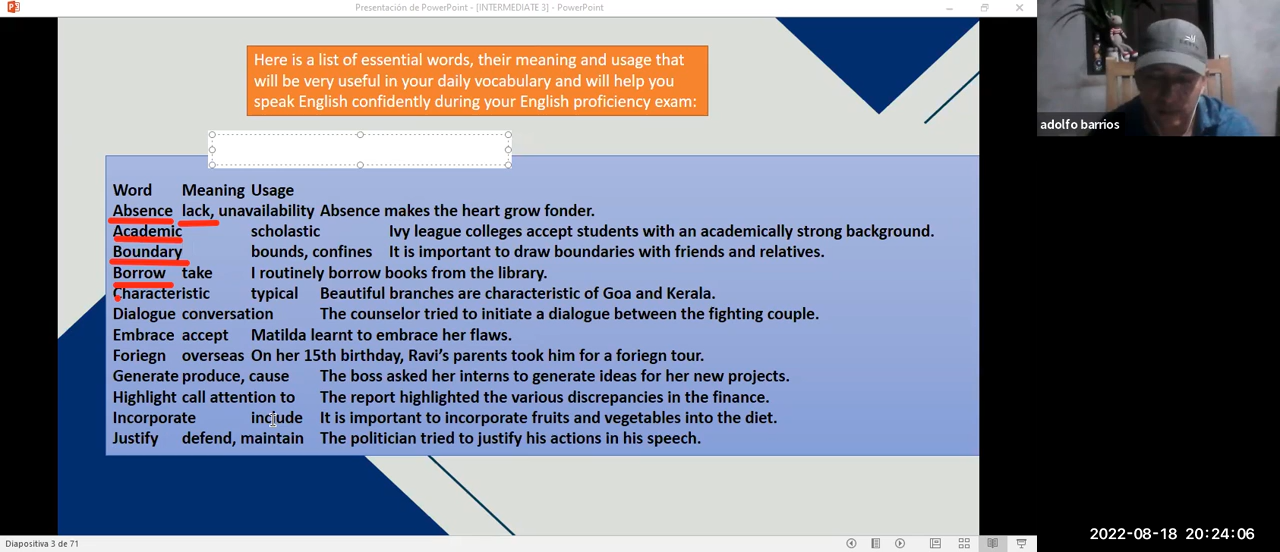 Presentación de PowerPoint - [INTERMEDIATE 3] - PowerPoint
Here is a list of essential words, their meaning and usage that
will be very useful in your daily vocabulary and will help you
speak English confidently during your English proficiency exam:
adolfo barrios
Word Meaning Usage
Absence lack, unavailability Absence makes the heart grow fonder.
Academic scholastic Ivy league colleges accept students with an academically strong background.
Boundary bounds, confines It is important to draw boundaries with friends and relatives.
Borrow take I routinely borrow books from the library.
Characteristic typical Beautiful branches are characteristic of Goa and Kerala.
Dialogue conversation The counselor tried to initiate a dialogue between the fighting couple.
Embrace accept Matilda learnt to embrace her flaws.
Foriegn overseas On her 15th birthday, Ravi's parents took him for a foriegn tour.
Generate produce, cause The boss asked her interns to generate ideas for her new projects.
Highlight call attention to The report highlighted the various discrepancies in the finance.
Incorporate include It is important to incorporate fruits and vegetables into the diet.
Justify defend, maintain The politician tried to justify his actions in his speech.
Diapositiva 3 de 71
2022-08-18 20:24:06